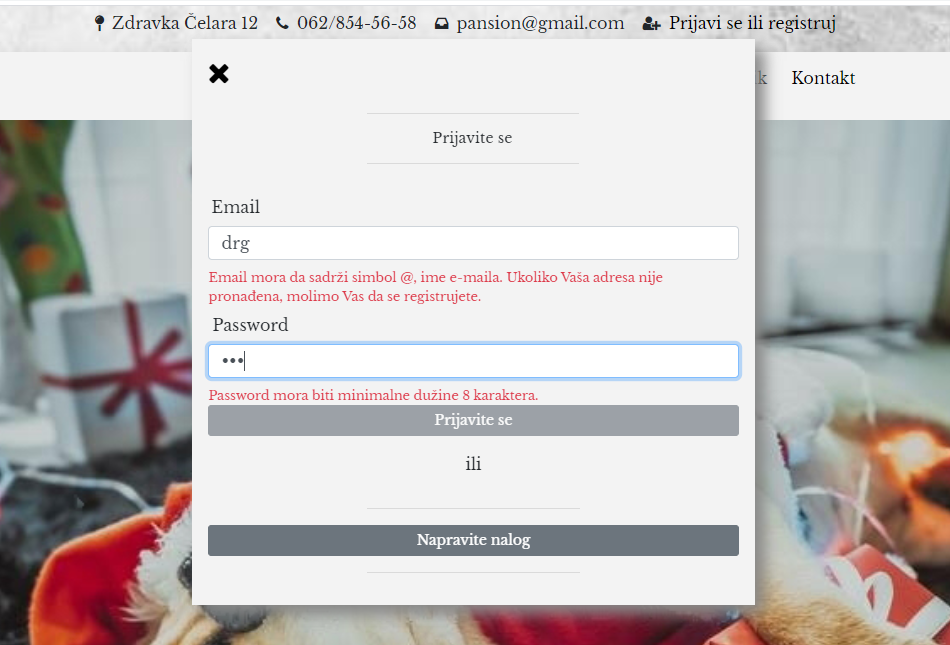 Zdravka Čelara 12 062/854-56-58 pansion@gmail.com Prijavi se ili registruj
Kontakt
Prijavite se
Email
drg
Email mora da sadrži simbol @, ime e-maila. Ukoliko Vaša adresa nije
pronađena, molimo Vas da se registrujete.
Password
•••
Password mora biti minimalne dužine 8 karaktera.
Prijavite se
ili
Napravite nalog